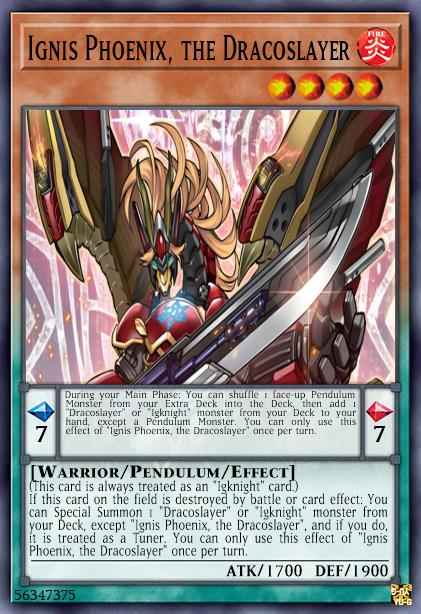 IGNIS PHOENIX, THE DRACOSLAYER
FIRE
炎
During your Main Phase: You can shuffle 1 face-up Pendulum
Monster from your Extra Deck into the Deck, then add 1
"Dracoslayer" or "Igknight" monster from your Deck to your
hand, except a Pendulum Monster. You can only use this
effect of "Ignis Phoenix, the Dracoslayer" once per turn.
7
7
[WARRIOR/PENDULUM/EFFECT]
(This card is always treated as an "Igknight" card.)
If this card on the field is destroyed by battle or card effect: You
can Special Summon 1 "Dracoslayer" or "Igknight" monster from
your Deck, except "Ignis Phoenix, the Dracoslayer", and if you do,
it is treated as a Tuner. You can only use this effect of "Ignis
Phoenix, the Dracoslayer" once per turn.
ATK/1700 DEF/1900
56347375